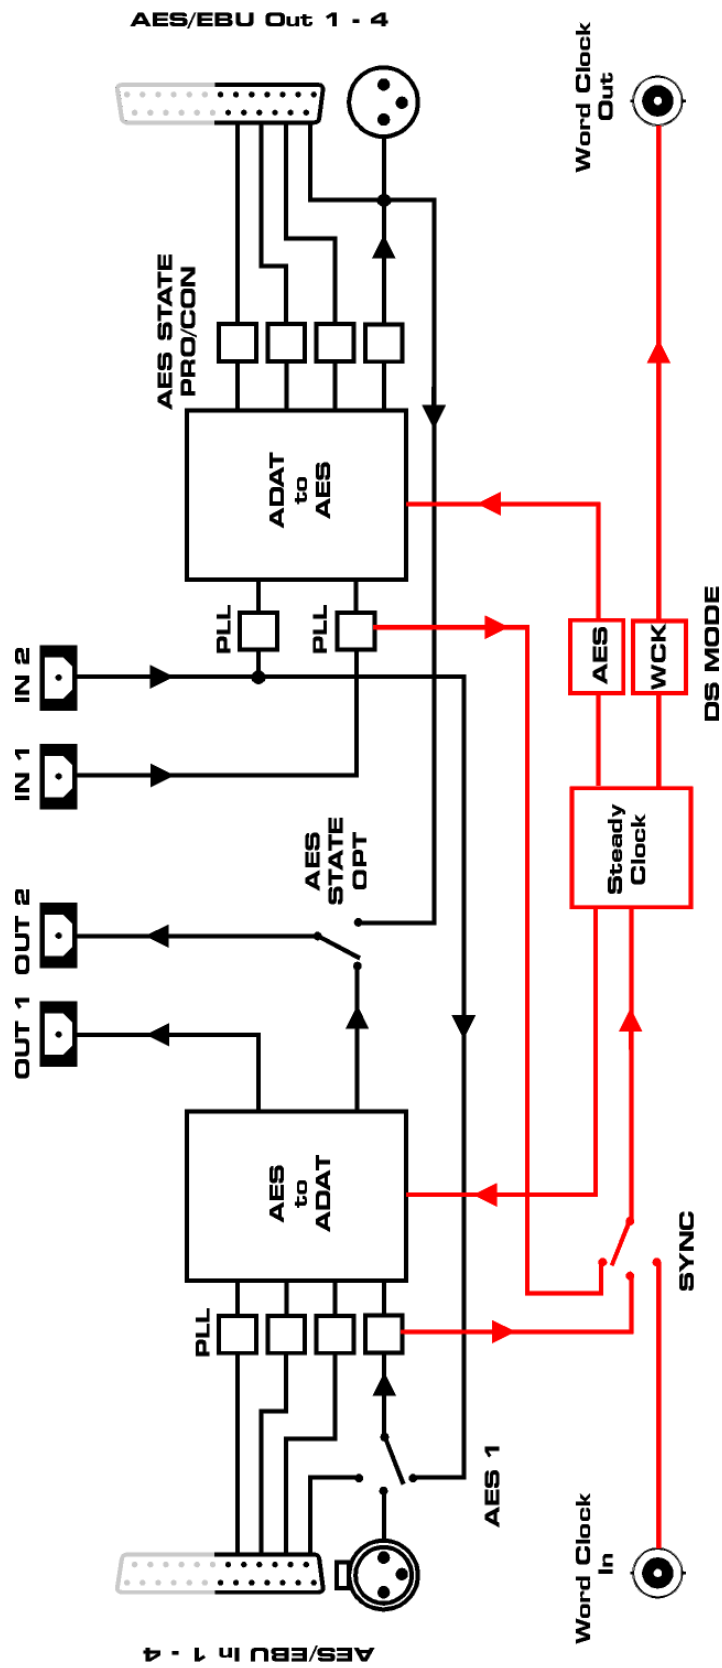 AES/EBU Out 1 - 4
Word Clock
Out
AES STATE
PRO/CON
ADAT
to
AES
PLL
PLL
IN 2
IN 1
AES
WCK
DS MODE
Steady
Clock
AES
STATE
OPT
OUT 2
OUT 1
AES
to
ADAT
SYNC
PLL
AES 1
Word Clock
In
AES/EBU In 1 - 4